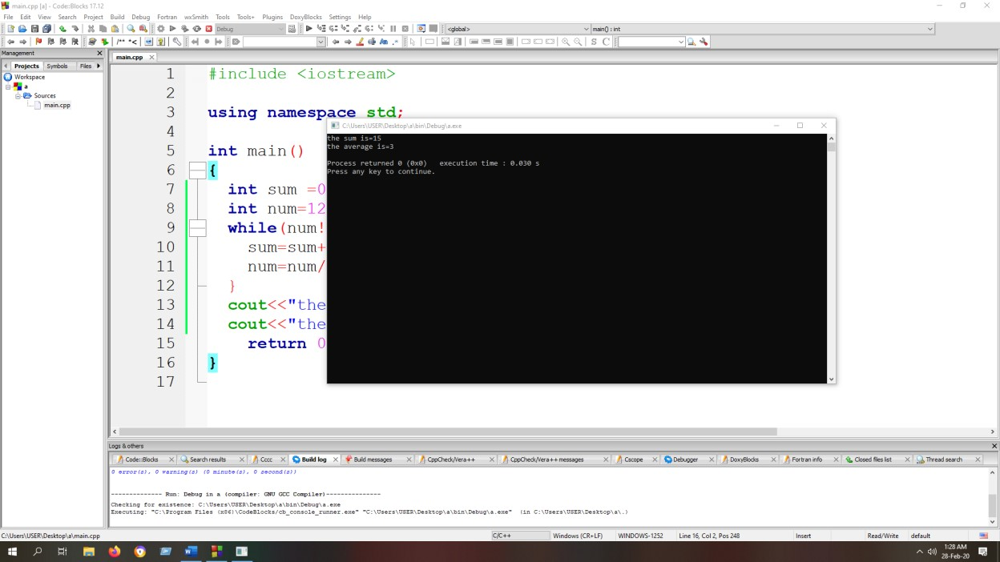 main.cpp [a] - Code::Blocks 17.12
File Edit View Search Project Build Debug Fortran wxSmith Tools Tools+ Plugins DoxyBlocks Settings Help
Debug <global> main() : int
/** *< S C
Management
Projects Symbols Files
Workspace
a
Sources
main.cpp
main.cpp
1 #include <iostream>
2
3 using namespace std;
4
5 int main()
6 {
7 int sum =0
8 int num=12
9 while(num!
10 sum=sum+
11 num=num/
12 }
13 cout<<"the
14 cout<<"the
15 return 0
16 }
17
C:\Users\USER\Desktop\a\bin\Debug\a.exe
the sum is=15
the average is=3
Process returned 0 (0x0) execution time : 0.030 s
Press any key to continue.
Logs & others
Code::Blocks Search results Cccc Build log Build messages CppCheck/Vera++ CppCheck/Vera++ messages Cscope Debugger DoxyBlocks Fortran info Closed files list Thread search
0 error(s), 0 warning(s) (0 minute(s), 0 second(s))
-------------- Run: Debug in a (compiler: GNU GCC Compiler)---------------
Checking for existence: C:\Users\USER\Desktop\a\bin\Debug\a.exe
Executing: "C:\Program Files (x86)\CodeBlocks/cb_console_runner.exe" "C:\Users\USER\Desktop\a\bin\Debug\a.exe" (in C:\Users\USER\Desktop\a\.)
C:\Users\USER\Desktop\a\main.cpp C/C++ Windows (CR+LF) WINDOWS-1252 Line 16, Col 2, Pos 248 Insert Read/Write default
1:28 AM
28-Feb-20